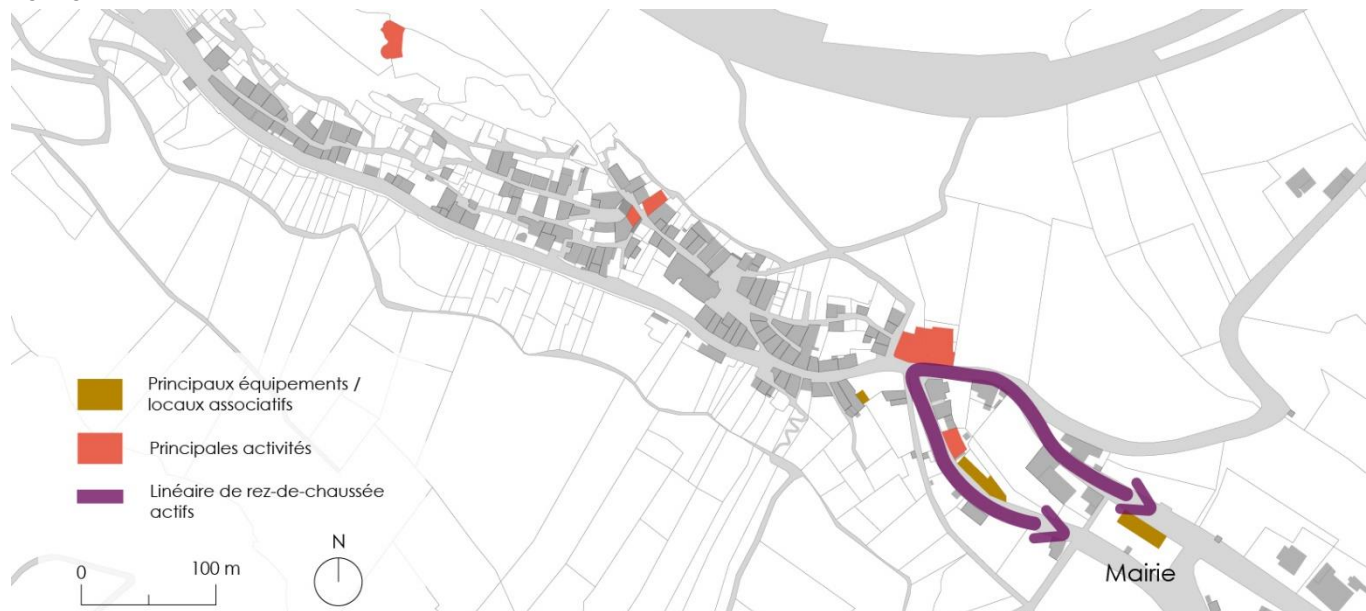 Principaux équipements /
locaux associatifs
Principales activités
Linéaire de rez-de-chaussée
actifs
N
0 100 m
Mairie